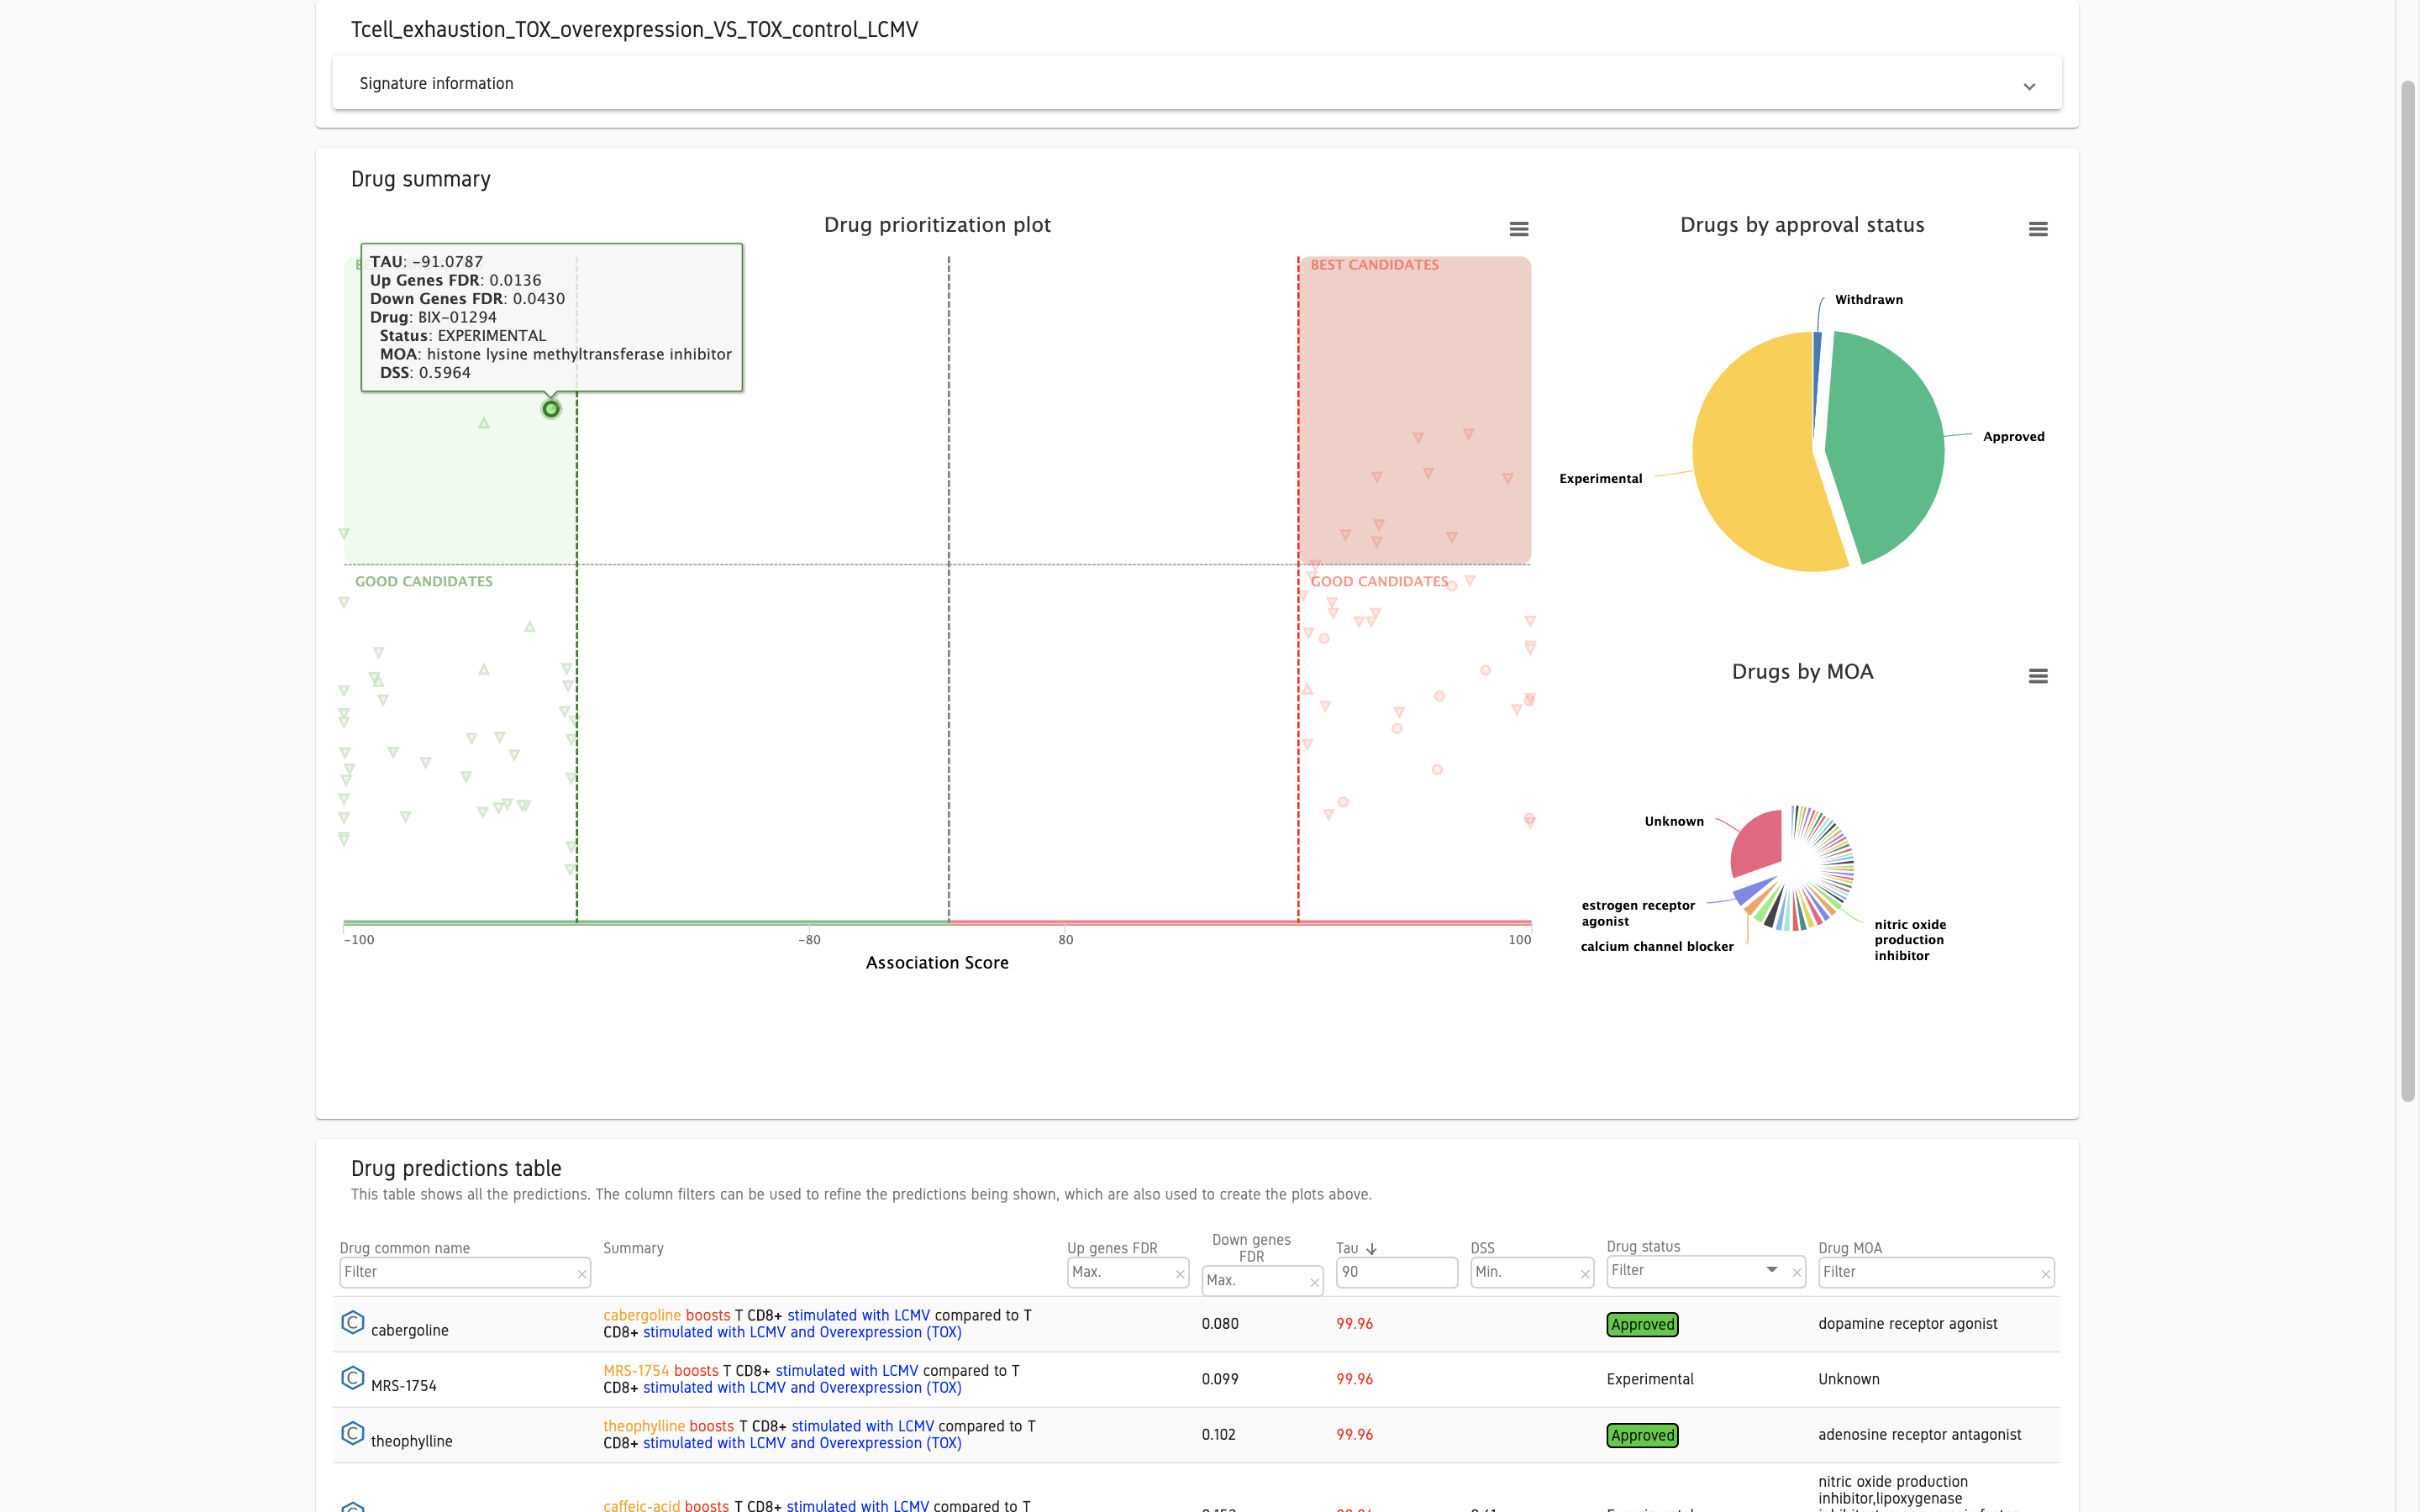 Tcell_exhaustion_TOX_overexpression_VS_TOX_control_LCMV
Signature information
Drug summary
Drug prioritization plot
TAU: -91.0787
Up Genes FDR: 0.0136
Down Genes FDR: 0.0430
Drug: BIX-01294
Status: EXPERIMENTAL
MOA: histone lysine methyltransferase inhibitor
DSS: 0.5964
BEST CANDIDATES
GOOD CANDIDATES
GOOD CANDIDATES
-100
-80
80
100
Association Score
Drugs by approval status
Withdrawn
Approved
Experimental
Drugs by MOA
Unknown
estrogen receptor
agonist
calcium channel blocker
nitric oxide
production
inhibitor
Drug predictions table
This table shows all the predictions. The column filters can be used to refine the predictions being shown, which are also used to create the plots above.
Drug common name Summary Up genes FDR Down genes FDR Tau DSS Drug status Drug MOA
Filter Max. Max. 90 Min. Filter Filter
cabergoline boosts T CD8+ stimulated with LCMV compared to T
CD8+ stimulated with LCMV and Overexpression (TOX)
cabergoline 0.080 99.96 Approved dopamine receptor agonist
MRS-1754 boosts T CD8+ stimulated with LCMV compared to T
CD8+ stimulated with LCMV and Overexpression (TOX)
MRS-1754 0.099 99.96 Experimental Unknown
theophylline boosts T CD8+ stimulated with LCMV compared to T
CD8+ stimulated with LCMV and Overexpression (TOX)
theophylline 0.102 99.96 Approved adenosine receptor antagonist
nitric oxide production
inhibitor,lipoxygenase
caffeic-acid boosts T CD8+ stimulated with LCMV compared to T